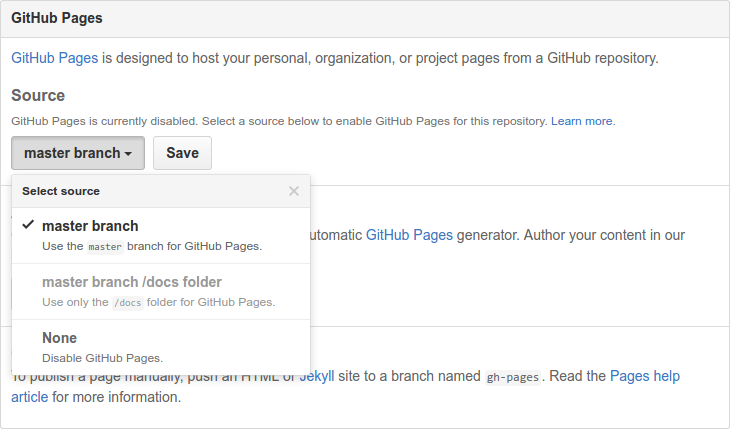 GitHub Pages
GitHub Pages is designed to host your personal, organization, or project pages from a GitHub repository.
Source
GitHub Pages is currently disabled. Select a source below to enable GitHub Pages for this repository. Learn more.
master branch Save
Select source
master branch
utomatic GitHub Pages generator. Author your content in our
Use the master branch for GitHub Pages.
master branch /docs folder
Use only the /docs folder for GitHub Pages.
None
Disable GitHub Pages.
To publish a page manually, push an HTML or Jekyll site to a branch named gh-pages. Read the Pages help
article for more information.